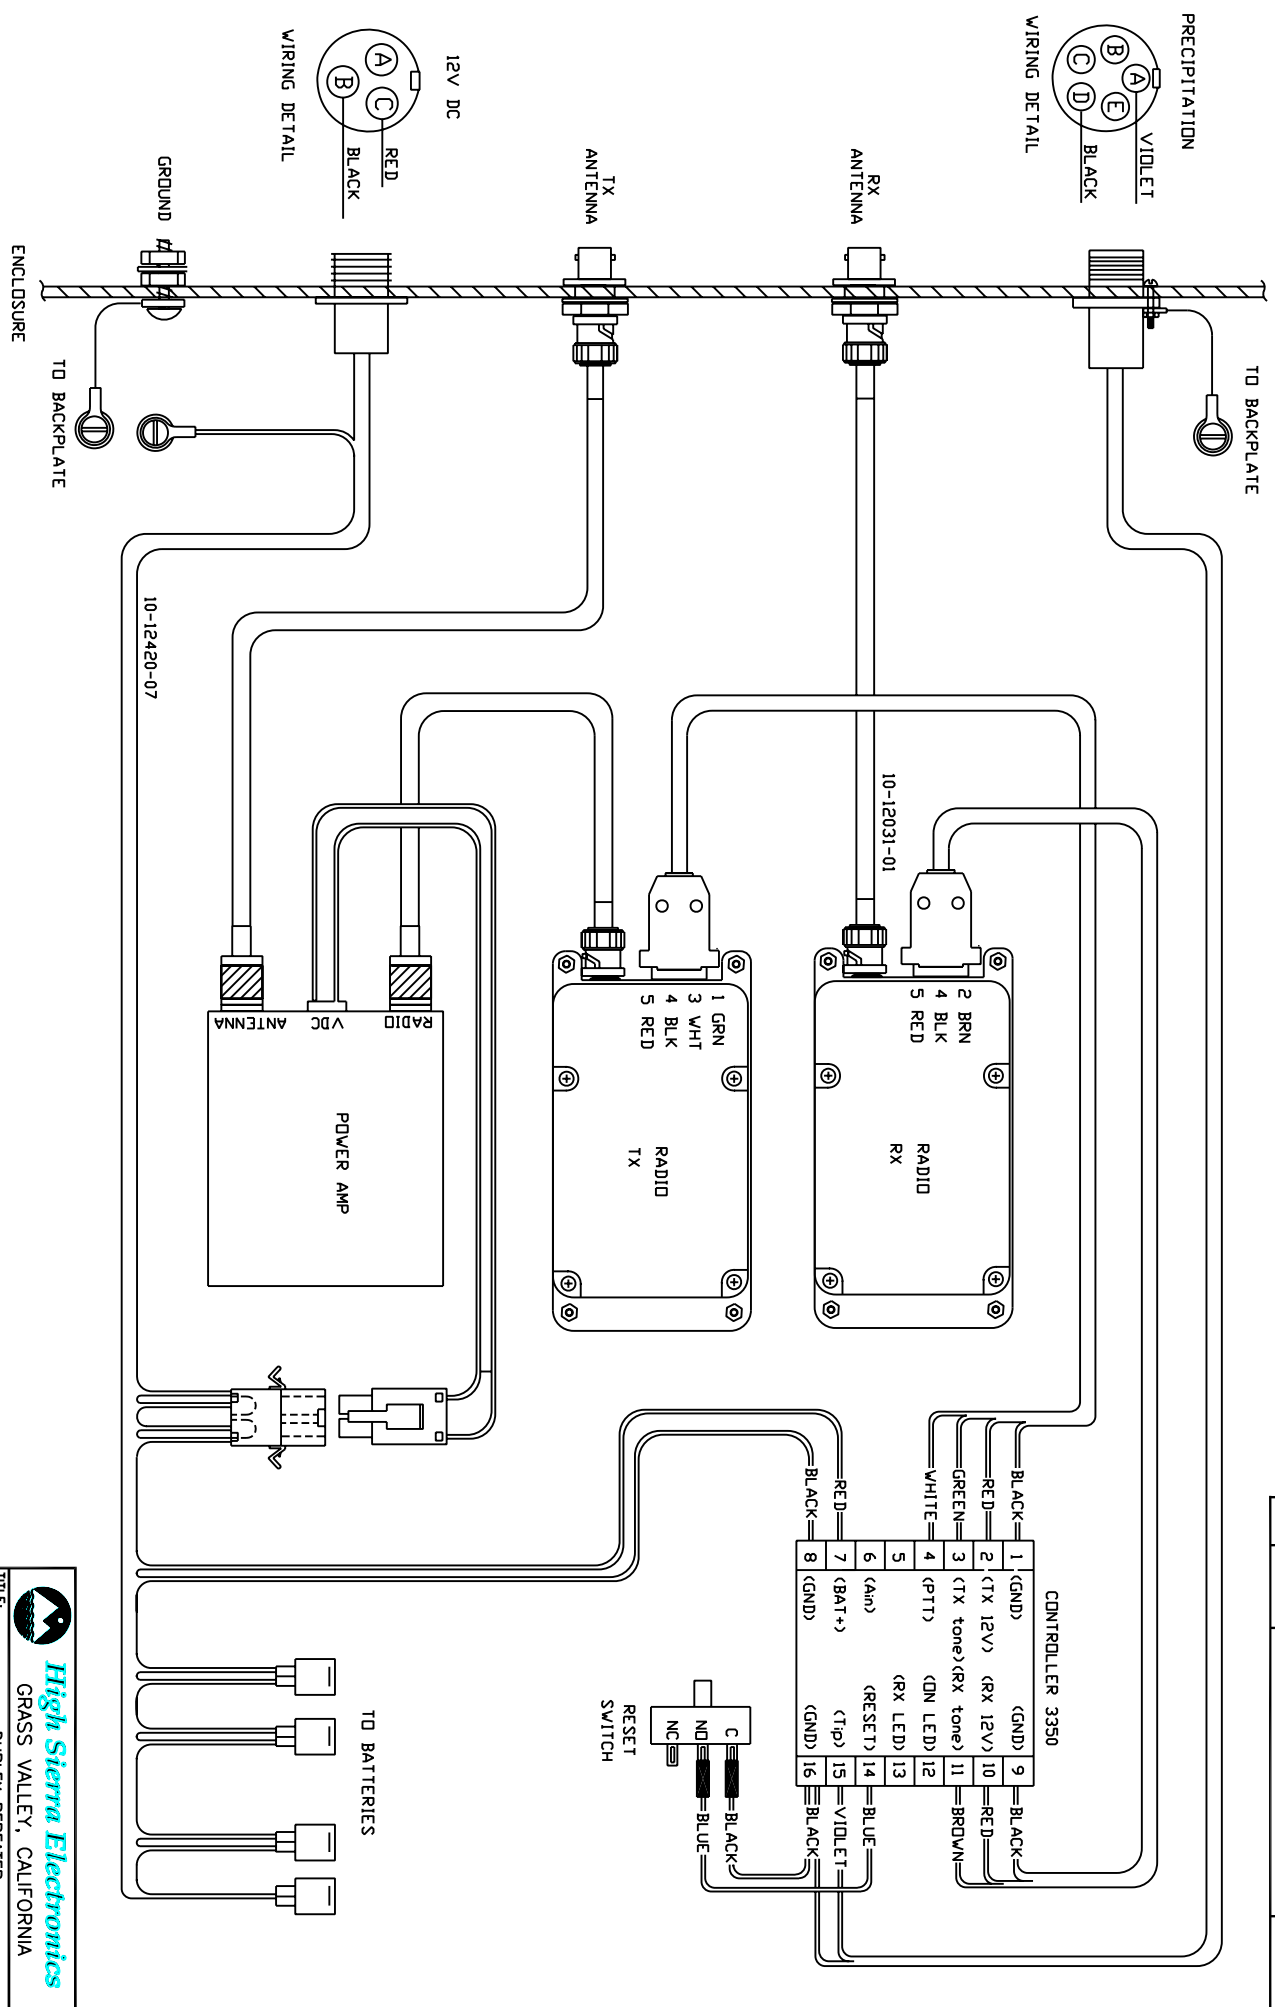 PRECIPITATION
A
B
C
D
E
VIOLET
BLACK
WIRING DETAIL
RX
ANTENNA
TX
ANTENNA
12V DC
A
C
B
RED
BLACK
WIRING DETAIL
GROUND
ENCLOSURE
TO BACKPLATE
TO BACKPLATE
10-12031-01
10-12420-07
2 BRN
4 BLK
5 RED
RADIO
RX
1 GRN
3 WHT
4 BLK
5 RED
RADIO
TX
RADIO
VDC
ANTENNA
POWER AMP
CONTROLLER 3350
BLACK
RED
GREEN
WHITE
RED
BLACK
1 (GND)
2 (TX 12V)
3 (TX tone)
4 (PTT)
5
6 (Ain)
7 (BAT+)
8 (GND)
(GND) 9
(RX 12V) 10
(RX tone) 11
(ON LED) 12
(RX LED) 13
(RESET) 14
(Tip) 15
(GND) 16
BLACK
RED
BROWN
BLUE
VIOLET
BLACK
C
NO
NC
BLACK
BLUE
RESET
SWITCH
TO BATTERIES
High Sierra Electronics
GRASS VALLEY, CALIFORNIA
TITLE: